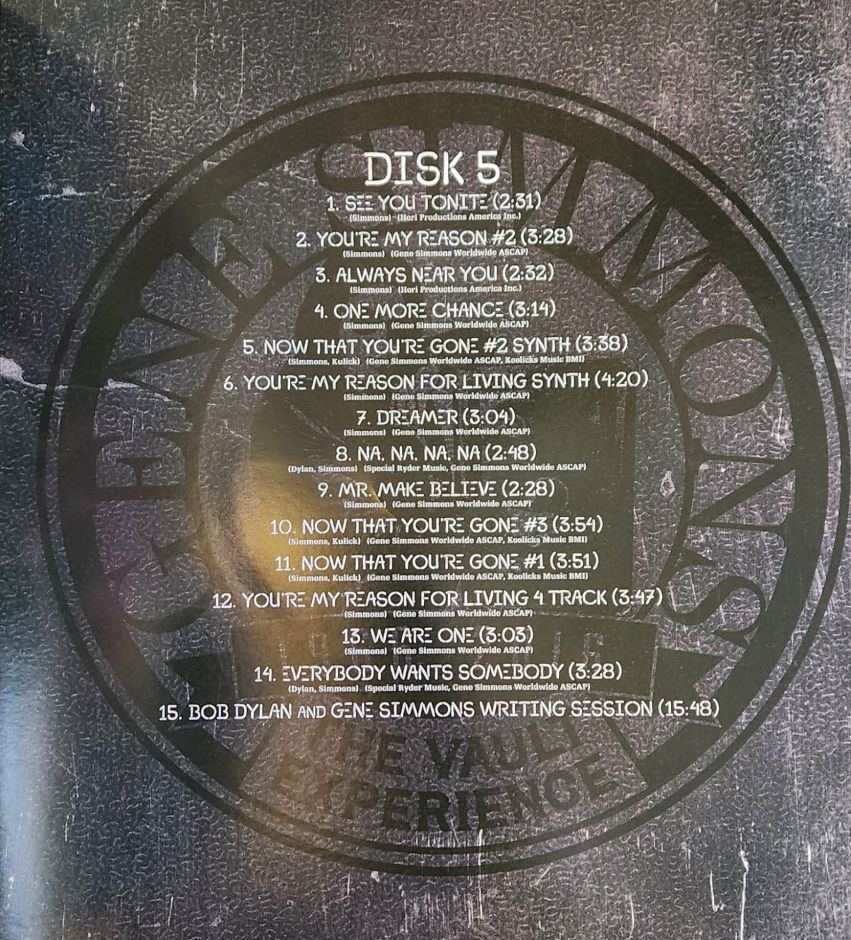 DISK 5
1. SEE YOU TONITE (2:31)
(Simmons) (Hori Productions America Inc.)
2. YOU'RE MY REASON #2 (3:28)
(Simmons) (Gene Simmons Worldwide ASCAP)
3. ALWAYS NEAR YOU (2:32)
(Simmons) (Hori Productions America Inc.)
4. ONE MORE CHANCE (3:14)
(Simmons) (Gene Simmons Worldwide ASCAP)
5. NOW THAT YOU'RE GONE #2 SYNTH (3:38)
(Simmons, Kulick) (Gene Simmons Worldwide ASCAP, Koolicks Music BMI)
6. YOU'RE MY REASON FOR LIVING SYNTH (4:20)
(Simmons) (Gene Simmons Worldwide ASCAP)
7. DREAMER (3:04)
(Simmons) (Gene Simmons Worldwide ASCAP)
8. NA, NA, NA, NA (2:48)
(Dylan, Simmons) (Special Ryder Music, Gene Simmons Worldwide ASCAP)
9. MR. MAKE BELIEVE (2:28)
(Simmons) (Gene Simmons Worldwide ASCAP)
10. NOW THAT YOU'RE GONE #3 (3:54)
(Simmons, Kulick) (Gene Simmons Worldwide ASCAP, Koolicks Music BMI)
11. NOW THAT YOU'RE GONE #1 (3:51)
(Simmons, Kulick) (Gene Simmons Worldwide ASCAP, Koolicks Music BMI)
12. YOU'RE MY REASON FOR LIVING 4 TRACK (3:47)
(Simmons) (Gene Simmons Worldwide ASCAP)
13. WE ARE ONE (3:03)
(Simmons) (Gene Simmons Worldwide ASCAP)
14. EVERYBODY WANTS SOMEBODY (3:28)
(Dylan, Simmons) (Special Ryder Music, Gene Simmons Worldwide ASCAP)
15. BOB DYLAN AND GENE SIMMONS WRITING SESSION (15:48)
GENE SIMMONS
THE VAULT
EXPERIENCE